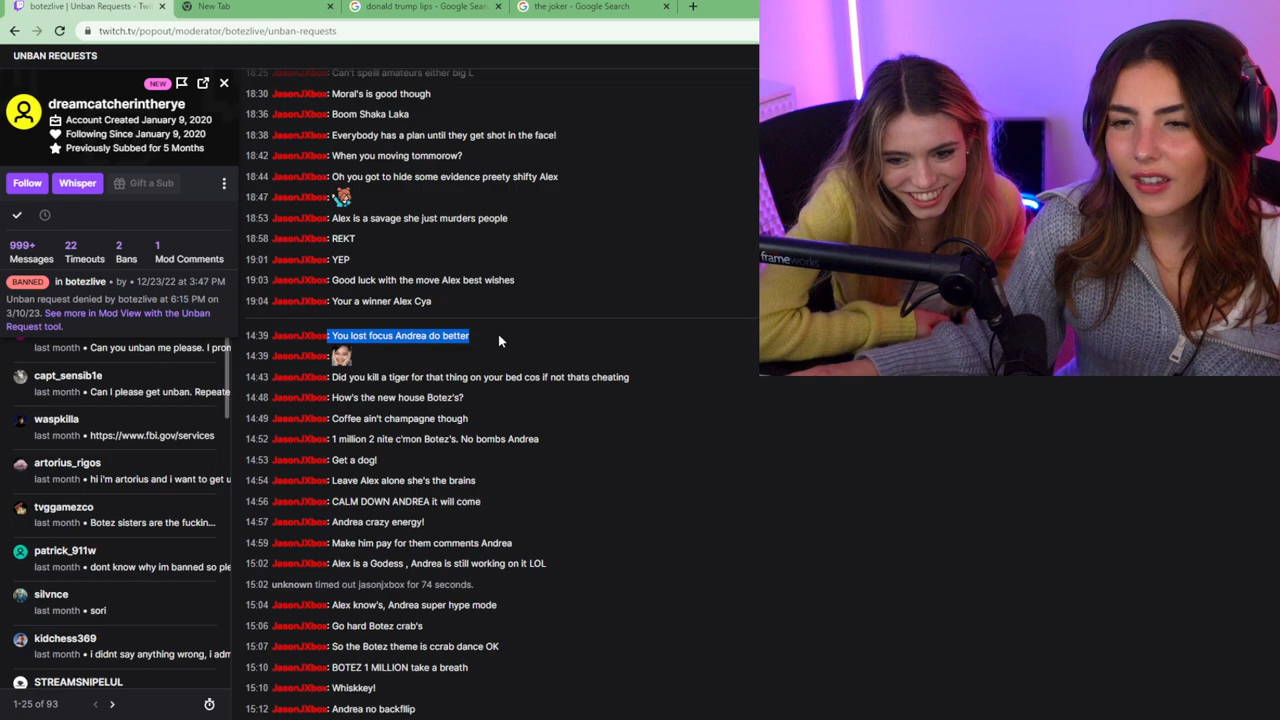 botezlive | Unban Requests - Twi
New Tab
donald trump lips - Google Sear
the joker - Google Search
twitch.tv/popout/moderator/botezlive/unban-requests
UNBAN REQUESTS
NEW
dreamcatcherintherye
Account Created January 9, 2020
Following Since January 9, 2020
Previously Subbed for 5 Months
Follow
Whisper
Gift a Sub
999+
Messages
22
Timeouts
2
Bans
1
Mod Comments
BANNED in botezlive • by • 12/23/22 at 3:47 PM
Unban request denied by botezlive at 6:15 PM on
3/10/23. See more in Mod View with the Unban
Request tool.
last month • Can you unban me please. I pron
capt_sensib1e
last month • Can I please get unban. Repeate
waspkilla
last month • https://www.fbi.gov/services
artorius_rigos
last month • hi i'm artorius and i want to get u
tvggamezco
last month • Botez sisters are the fuckin...
patrick_911w
last month • dont know why im banned so ple
silvnce
last month • sori
kidchess369
last month • i didnt say anything wrong, i adm
STREAMSNIPELUL
1-25 of 93
18:25 JasonJXbox: Can't spelll amateurs either big L
18:30 JasonJXbox: Moral's is good though
18:36 JasonJXbox: Boom Shaka Laka
18:38 JasonJXbox: Everybody has a plan until they get shot in the face!
18:42 JasonJXbox: When you moving tommorow?
18:44 JasonJXbox: Oh you got to hide some evidence preety shifty Alex
18:47 JasonJXbox:
18:53 JasonJXbox: Alex is a savage she just murders people
18:58 JasonJXbox: REKT
19:01 JasonJXbox: YEP
19:03 JasonJXbox: Good luck with the move Alex best wishes
19:04 JasonJXbox: Your a winner Alex Cya
14:39 JasonJXbox: You lost focus Andrea do better
14:39 JasonJXbox:
14:43 JasonJXbox: Did you kill a tiger for that thing on your bed cos if not thats cheating
14:48 JasonJXbox: How's the new house Botez's?
14:49 JasonJXbox: Coffee ain't champagne though
14:52 JasonJXbox: 1 million 2 nite c'mon Botez's. No bombs Andrea
14:53 JasonJXbox: Get a dog!
14:54 JasonJXbox: Leave Alex alone she's the brains
14:56 JasonJXbox: CALM DOWN ANDREA it will come
14:57 JasonJXbox: Andrea crazy energy!
14:59 JasonJXbox: Make him pay for them comments Andrea
15:02 JasonJXbox: Alex is a Godess , Andrea is still working on it LOL
15:02 unknown timed out jasonjxbox for 74 seconds.
15:04 JasonJXbox: Alex know's, Andrea super hype mode
15:06 JasonJXbox: Go hard Botez crab's
15:07 JasonJXbox: So the Botez theme is ccrab dance OK
15:10 JasonJXbox: BOTEZ 1 MILLION take a breath
15:10 JasonJXbox: Whiskkey!
15:12 JasonJXbox: Andrea no backfllip
frameworks